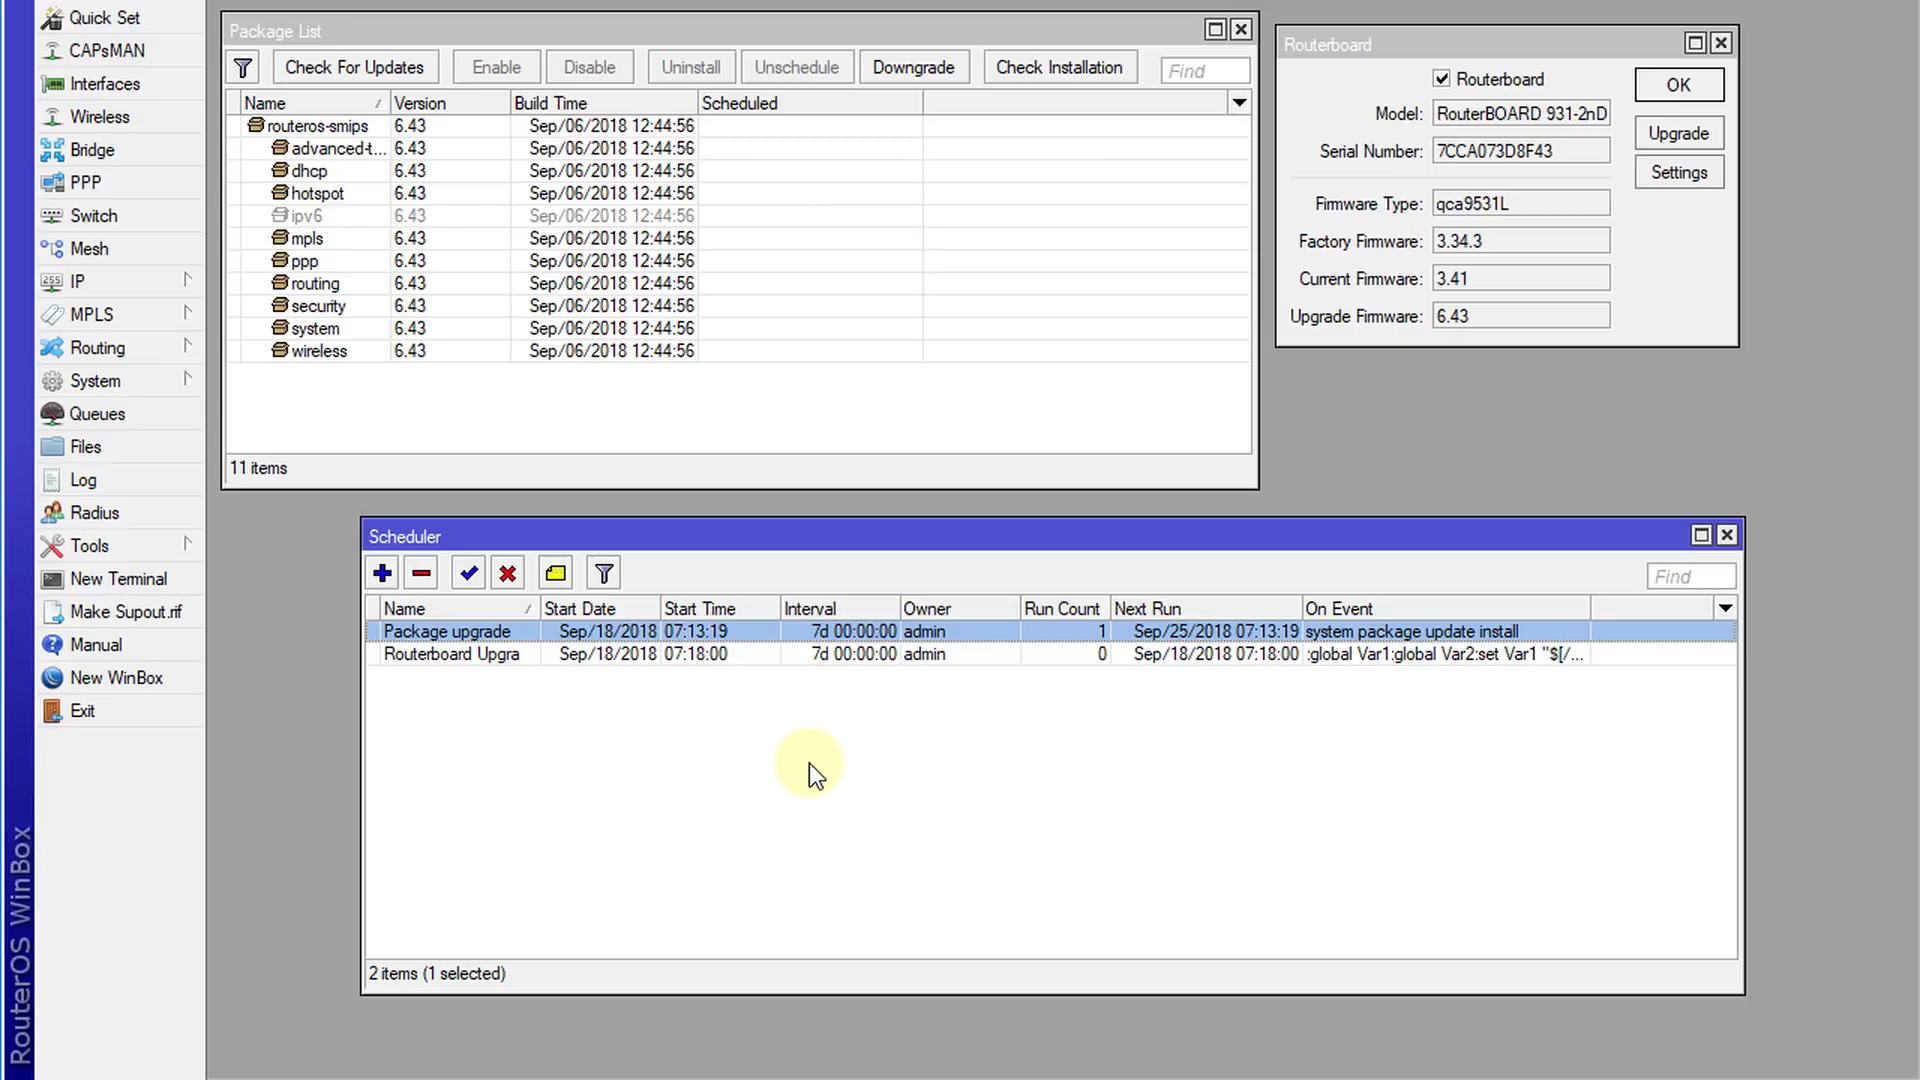 Quick Set
CAPsMAN
Interfaces
Wireless
Bridge
PPP
Switch
Mesh
IP
MPLS
Routing
System
Queues
Files
Log
Radius
Tools
New Terminal
Make Supout.rif
Manual
New WinBox
Exit
RouterOS WinBox
Package List
Check For Updates Enable Disable Uninstall Unschedule Downgrade Check Installation Find
Name Version Build Time Scheduled
routeros-smips 6.43 Sep/06/2018 12:44:56
advanced-t... 6.43 Sep/06/2018 12:44:56
dhcp 6.43 Sep/06/2018 12:44:56
hotspot 6.43 Sep/06/2018 12:44:56
ipv6 6.43 Sep/06/2018 12:44:56
mpls 6.43 Sep/06/2018 12:44:56
ppp 6.43 Sep/06/2018 12:44:56
routing 6.43 Sep/06/2018 12:44:56
security 6.43 Sep/06/2018 12:44:56
system 6.43 Sep/06/2018 12:44:56
wireless 6.43 Sep/06/2018 12:44:56
11 items
Routerboard
Routerboard OK
Model: RouterBOARD 931-2nD Upgrade
Serial Number: 7CCA073D8F43 Settings
Firmware Type: qca9531L
Factory Firmware: 3.34.3
Current Firmware: 3.41
Upgrade Firmware: 6.43
Scheduler
Find
Name Start Date Start Time Interval Owner Run Count Next Run On Event
Package upgrade Sep/18/2018 07:13:19 7d 00:00:00 admin 1 Sep/25/2018 07:13:19 system package update install
Routerboard Upgra Sep/18/2018 07:18:00 7d 00:00:00 admin 0 Sep/18/2018 07:18:00 :global Var1:global Var2:set Var1 "$[/...
2 items (1 selected)